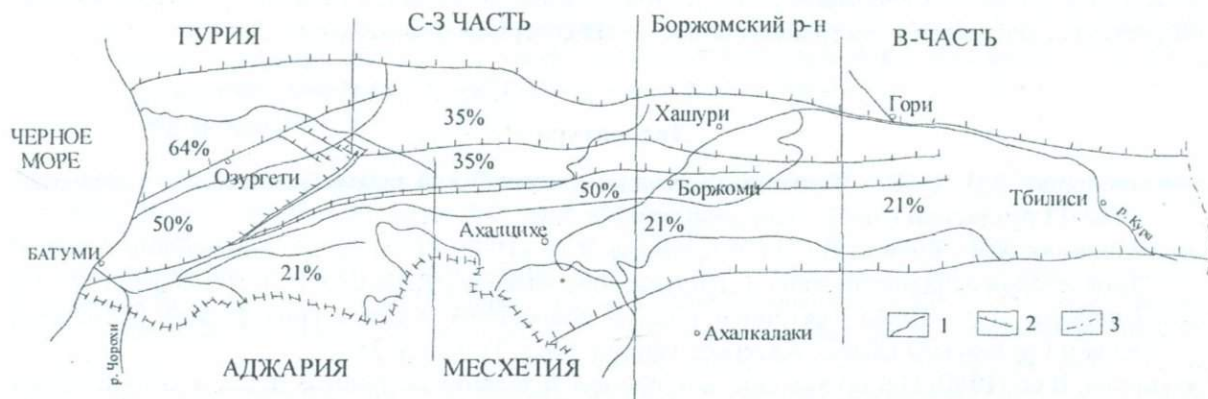 С-З ЧАСТЬ
Боржомский р-н
ГУРИЯ
В-ЧАСТЬ
Гори
Хашури
ЧЕРНОЕ
МОРЕ
35%
64%
35%
Озургети
50%
Боржоми
21%
Тбилиси
р. Кура
50%
21%
Ахалцихе
БАТУМИ
21%
р. Чорохи
Ахалкалаки
1
2
3
АДЖАРИЯ
МЕСХЕТИЯ